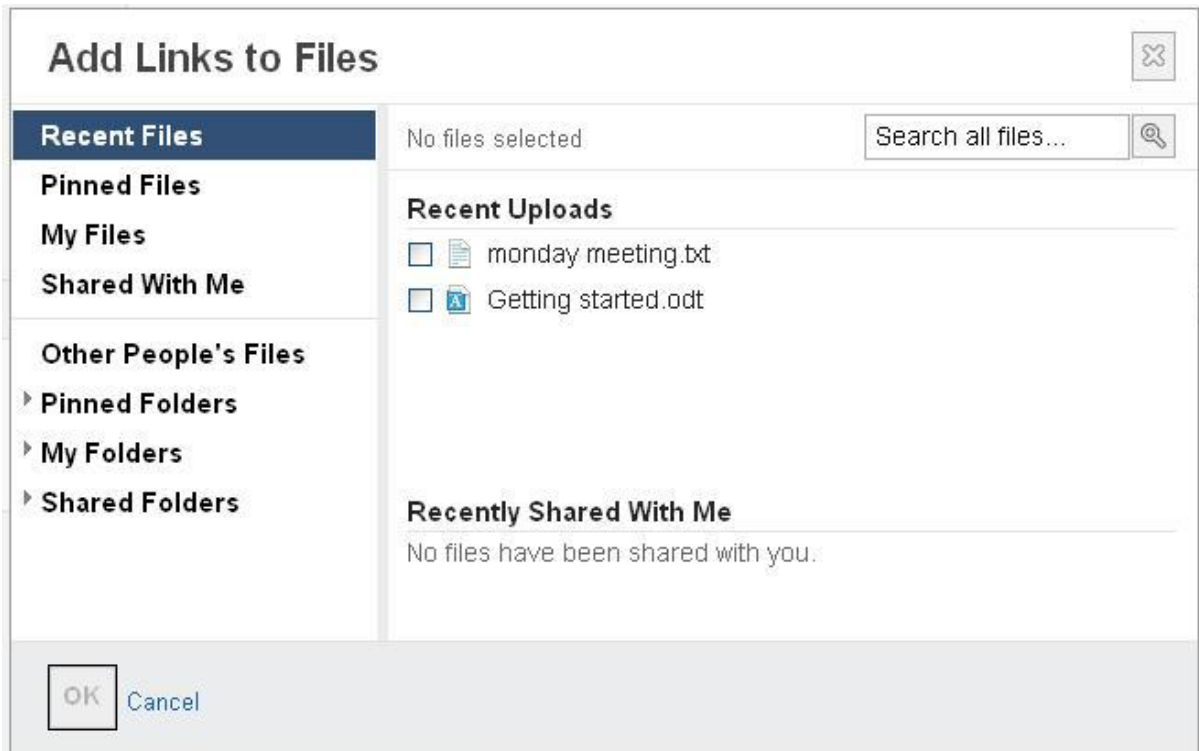 Add Links to Files
Recent Files
Pinned Files
My Files
Shared With Me
Other People's Files
Pinned Folders
My Folders
Shared Folders
No files selected
Search all files...
Recent Uploads
monday meeting.txt
Getting started.odt
Recently Shared With Me
No files have been shared with you.
OK
Cancel